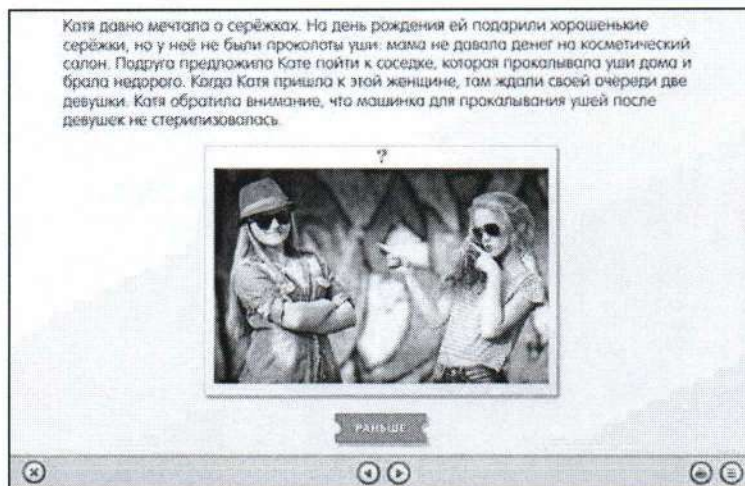 Катя давно мечтала о серёжках. На день рождения ей подарили хорошенькие
серёжки, но у неё не были проколоты уши: мама не давала денег на косметический
салон. Подруга предложила Кате пойти к соседке, которая прокалывала уши дома и
брала недорого. Когда Катя пришла к этой женщине, там ждали своей очереди две
девушки. Катя обратила внимание, что машинка для прокалывания ушей после
девушек не стерилизовалась.
?
РАНЬШЕ